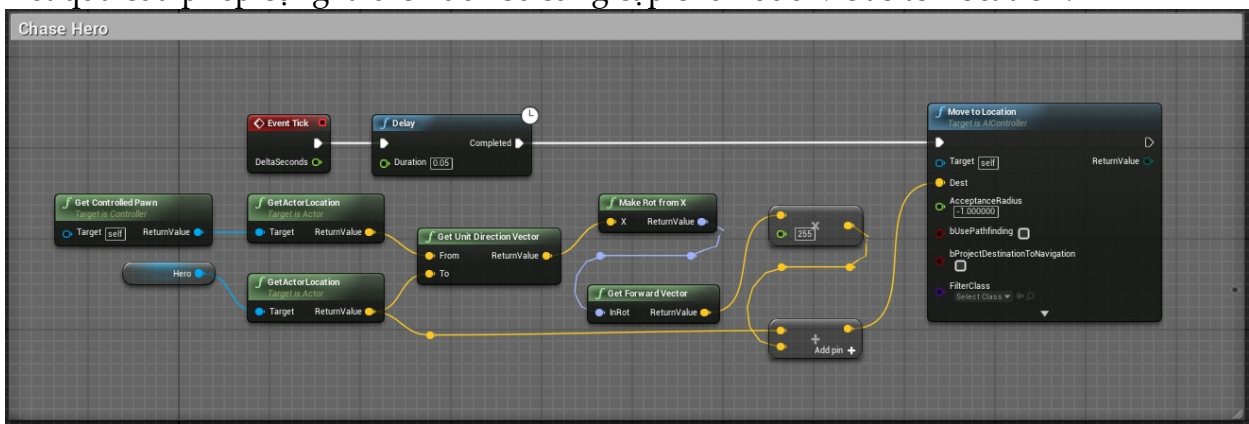 Chase Hero
Event Tick
DeltaSeconds
Delay
Completed
Duration 0.05
Move to Location
Target is AIController
Target self
ReturnValue
Dest
AcceptanceRadius
-1.000000
bUsePathfinding
bProjectDestinationToNavigation
FilterClass
Select Class
Get Controlled Pawn
Target is Controller
Target self
ReturnValue
GetActorLocation
Target is Actor
Target
ReturnValue
Hero
GetActorLocation
Target is Actor
Target
ReturnValue
Get Unit Direction Vector
From
ReturnValue
To
Make Rot from X
X
ReturnValue
Get Forward Vector
InRot
ReturnValue
255
×
+
Add pin +